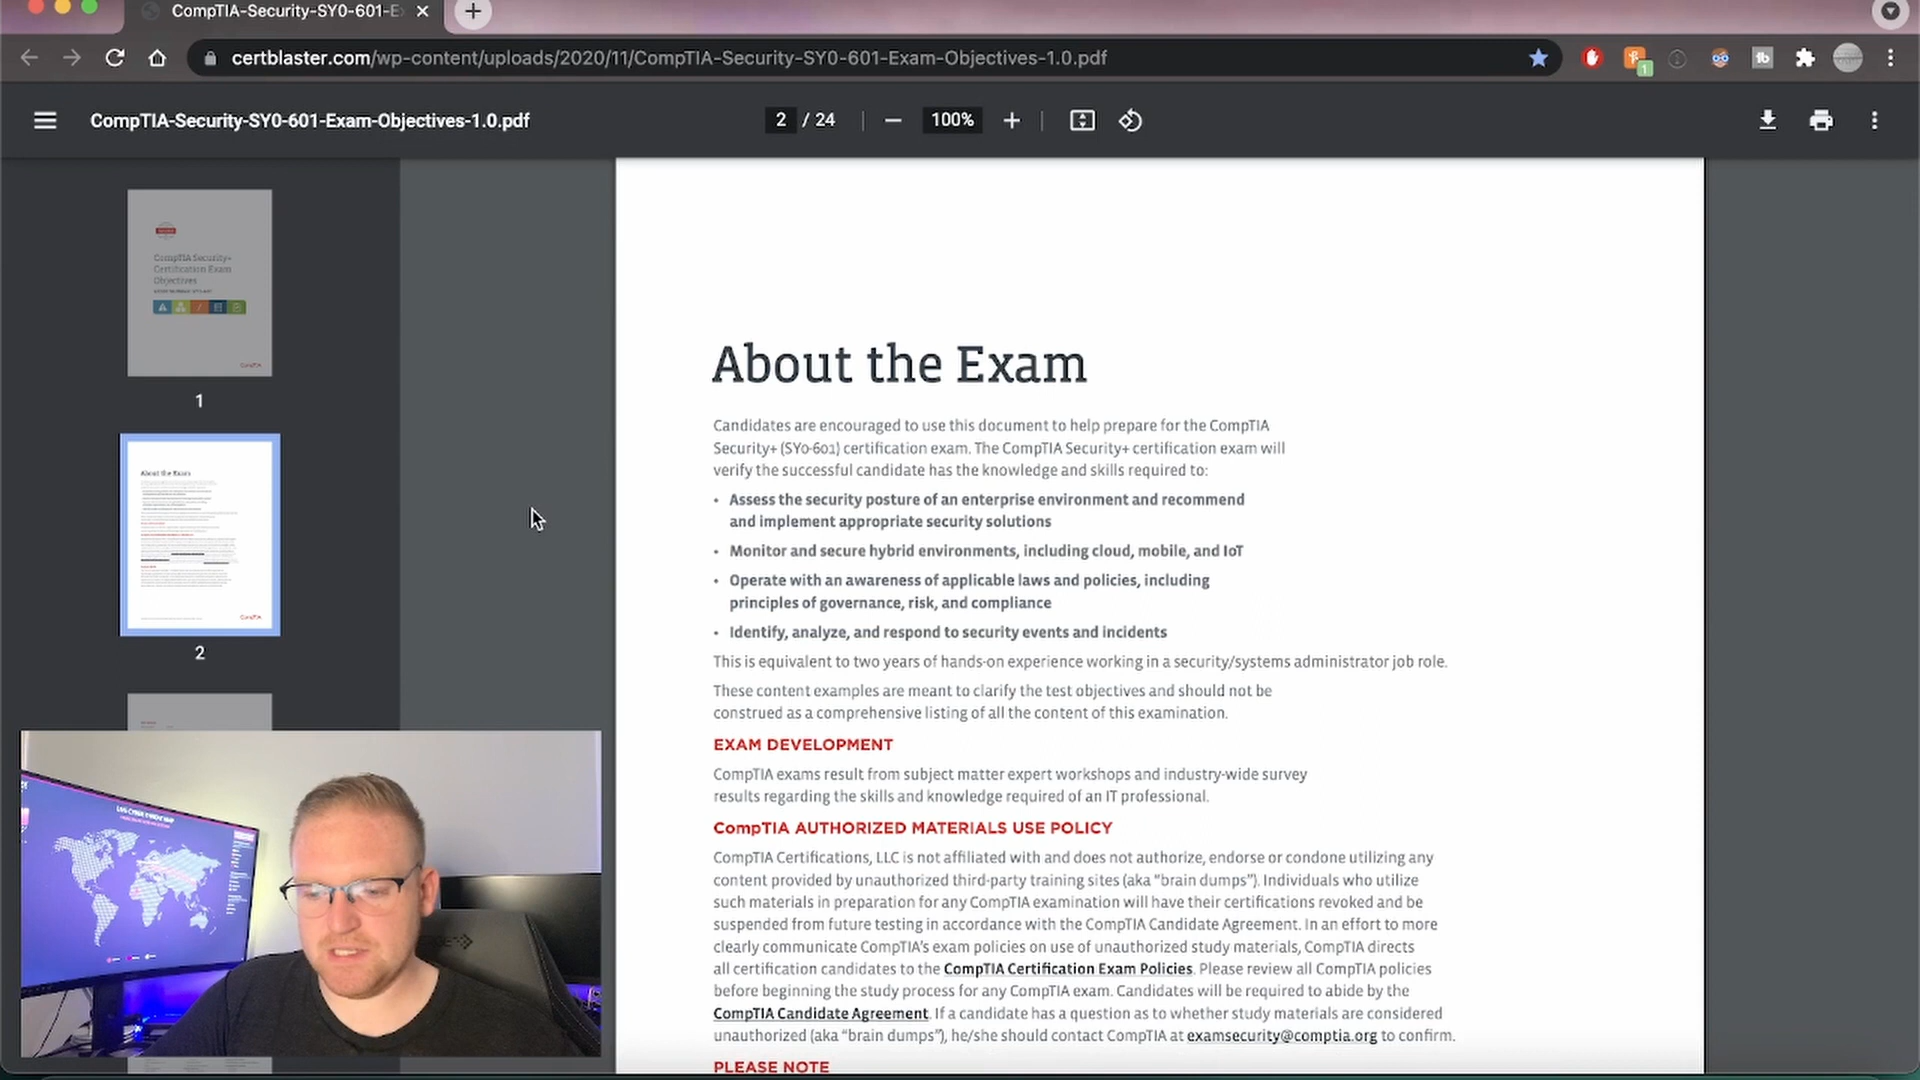 CompTIA-Security-SY0-601-E
certblaster.com/wp-content/uploads/2020/11/CompTIA-Security-SY0-601-Exam-Objectives-1.0.pdf
1
CompTIA-Security-SY0-601-Exam-Objectives-1.0.pdf
2 / 24
100%
CompTIA Security+
Certification Exam
Objectives
CompTIA
1
About the Exam
CompTIA
2
About the Exam
Candidates are encouraged to use this document to help prepare for the CompTIA
Security+ (SY0-601) certification exam. The CompTIA Security+ certification exam will
verify the successful candidate has the knowledge and skills required to:
• Assess the security posture of an enterprise environment and recommend
and implement appropriate security solutions
• Monitor and secure hybrid environments, including cloud, mobile, and IoT
• Operate with an awareness of applicable laws and policies, including
principles of governance, risk, and compliance
• Identify, analyze, and respond to security events and incidents
This is equivalent to two years of hands-on experience working in a security/systems administrator job role.
These content examples are meant to clarify the test objectives and should not be
construed as a comprehensive listing of all the content of this examination.
EXAM DEVELOPMENT
CompTIA exams result from subject matter expert workshops and industry-wide survey
results regarding the skills and knowledge required of an IT professional.
CompTIA AUTHORIZED MATERIALS USE POLICY
CompTIA Certifications, LLC is not affiliated with and does not authorize, endorse or condone utilizing any
content provided by unauthorized third-party training sites (aka “brain dumps”). Individuals who utilize
such materials in preparation for any CompTIA examination will have their certifications revoked and be
suspended from future testing in accordance with the CompTIA Candidate Agreement. In an effort to more
clearly communicate CompTIA’s exam policies on use of unauthorized study materials, CompTIA directs
all certification candidates to the CompTIA Certification Exam Policies. Please review all CompTIA policies
before beginning the study process for any CompTIA exam. Candidates will be required to abide by the
CompTIA Candidate Agreement. If a candidate has a question as to whether study materials are considered
unauthorized (aka “brain dumps”), he/she should contact CompTIA at examsecurity@comptia.org to confirm.
PLEASE NOTE